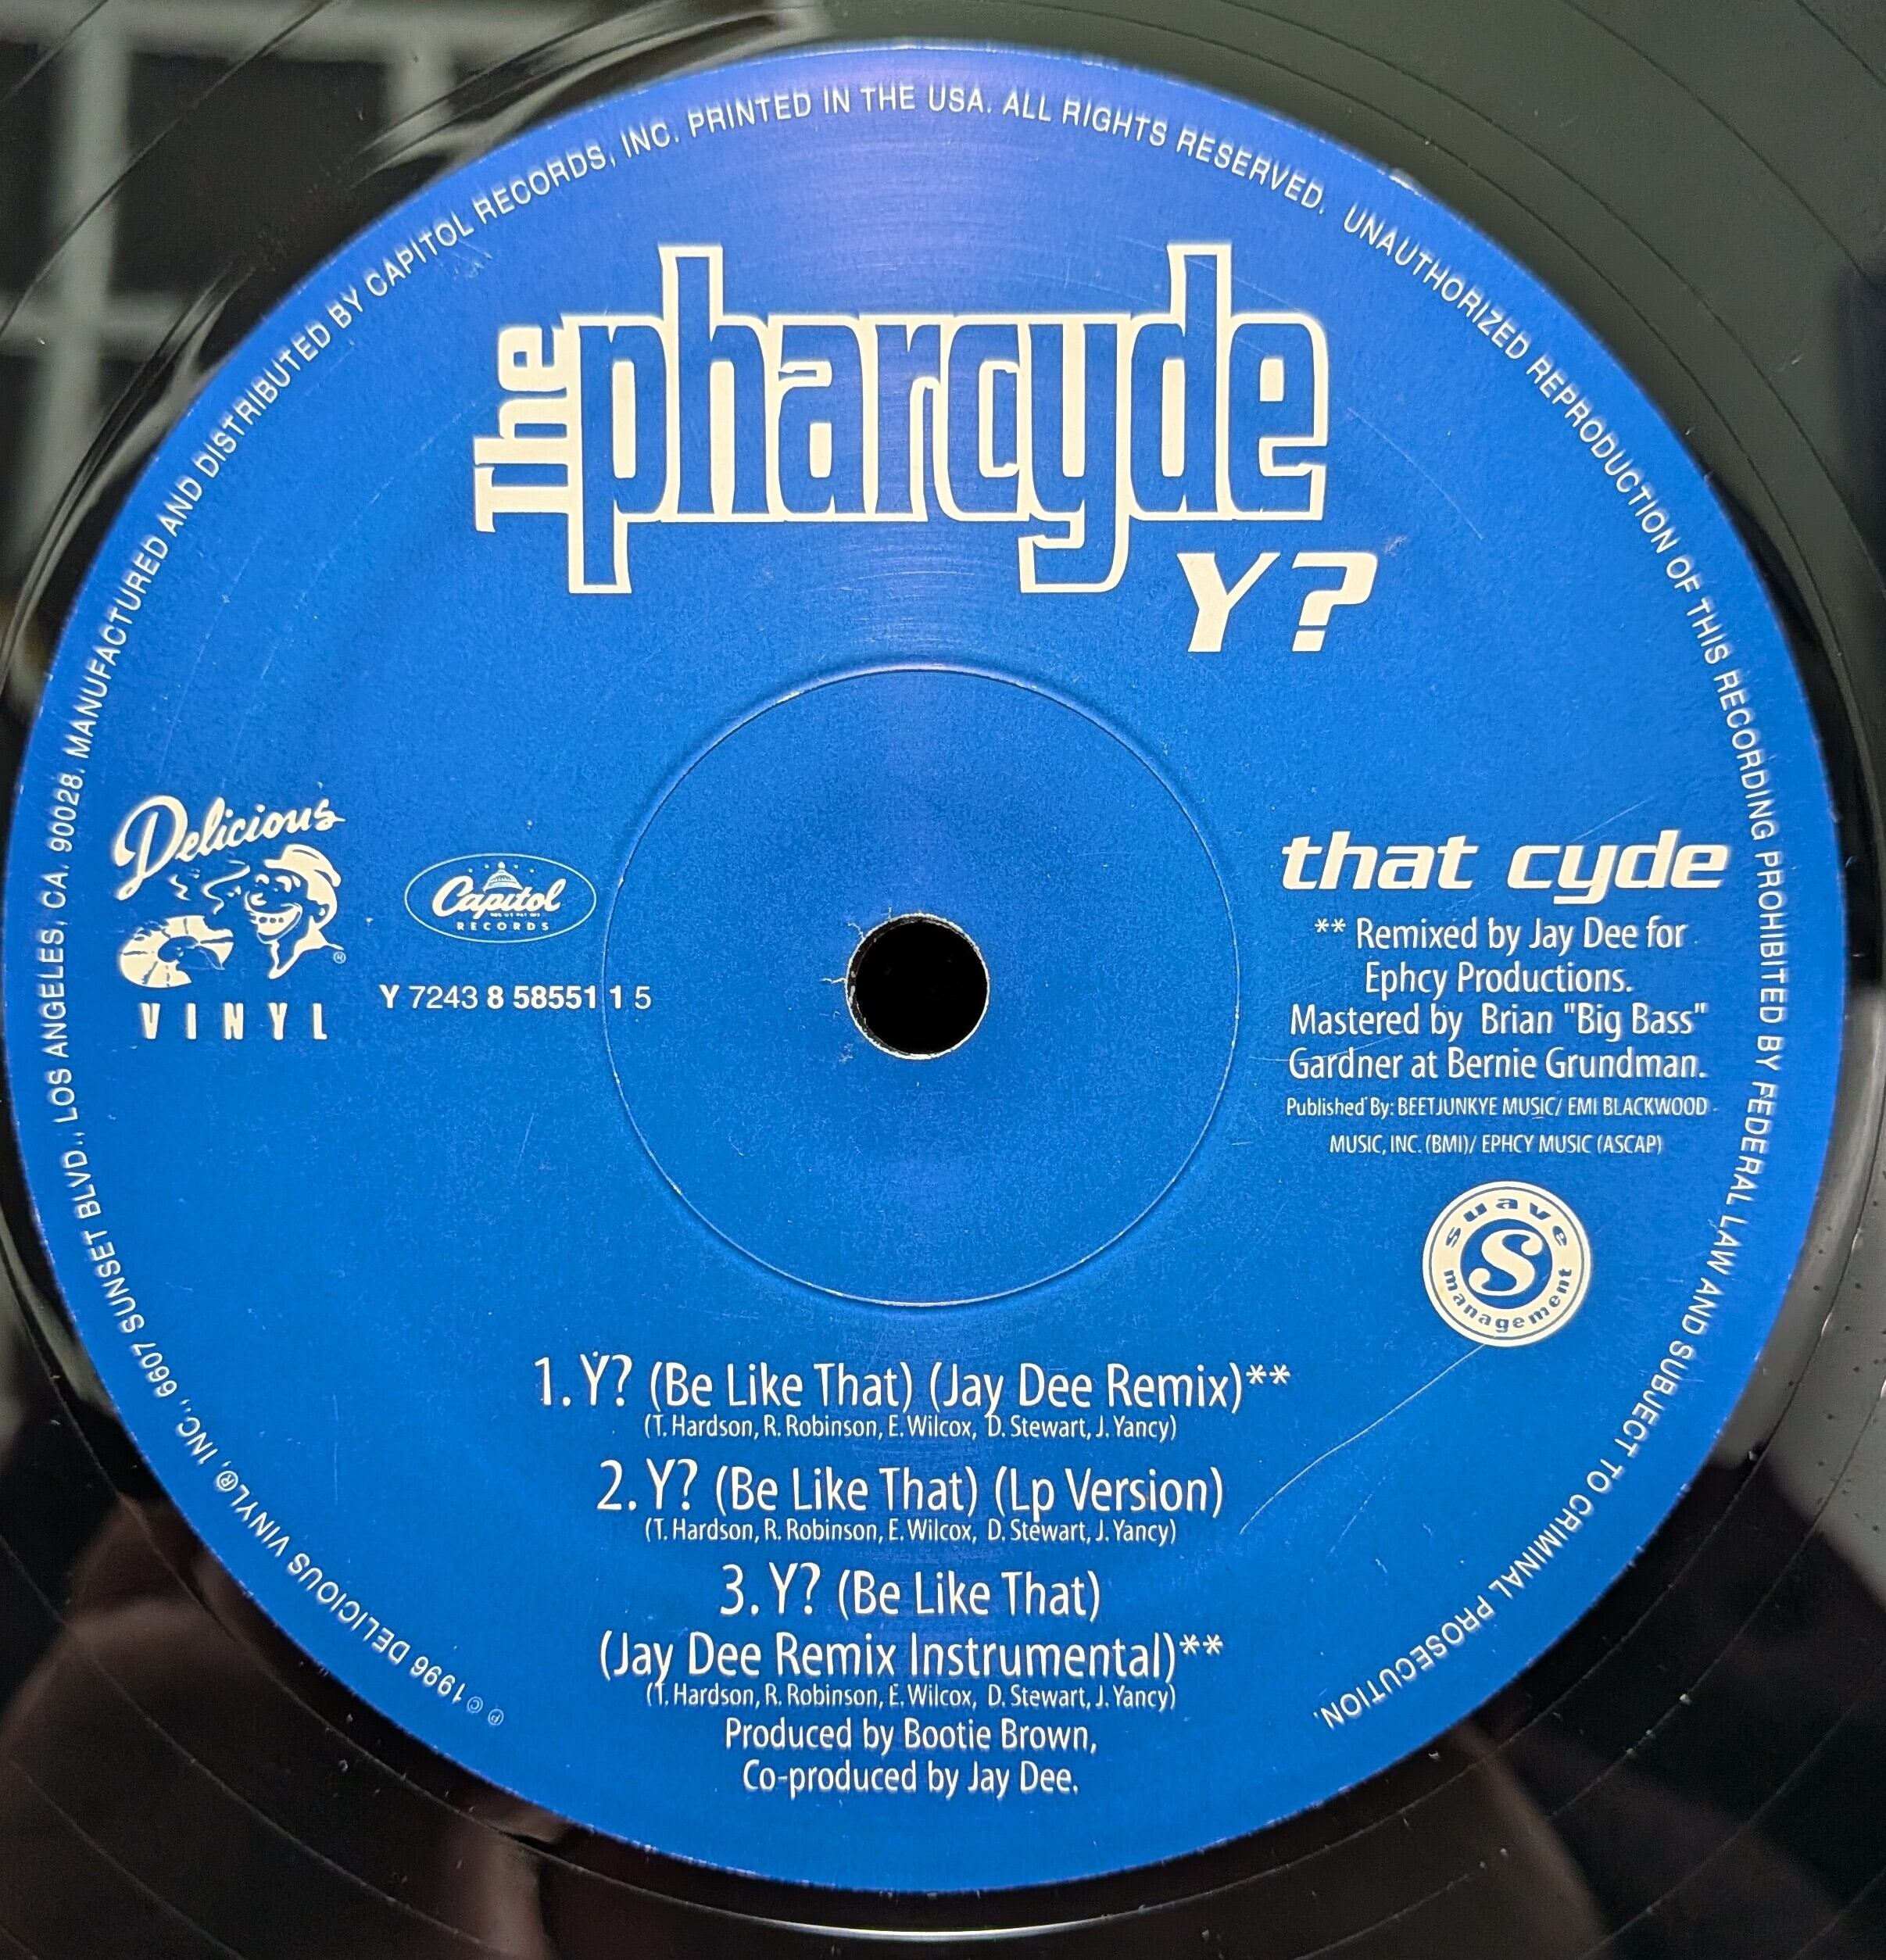 ℗ © 1996 DELICIOUS VINYL®, INC., 6607 SUNSET BLVD., LOS ANGELES, CA. 90028. MANUFACTURED AND DISTRIBUTED BY CAPITOL RECORDS, INC. PRINTED IN THE USA. ALL RIGHTS RESERVED. UNAUTHORIZED REPRODUCTION OF THIS RECORDING PROHIBITED BY FEDERAL LAW AND SUBJECT TO CRIMINAL PROSECUTION.
The pharcyde
Y?
Delicious
®
VINYL
Capitol
RECORDS
Y 7243 8 58551 1 5
that cyde
** Remixed by Jay Dee for
Ephcy Productions.
Mastered by Brian "Big Bass"
Gardner at Bernie Grundman.
Published By: BEETJUNKYE MUSIC/ EMI BLACKWOOD
MUSIC, INC. (BMI)/ EPHCY MUSIC (ASCAP)
suave
S
management
1. Y? (Be Like That) (Jay Dee Remix)**
(T. Hardson, R. Robinson, E. Wilcox, D. Stewart, J. Yancy)
2. Y? (Be Like That) (Lp Version)
(T. Hardson, R. Robinson, E. Wilcox, D. Stewart, J. Yancy)
3. Y? (Be Like That)
(Jay Dee Remix Instrumental)**
(T. Hardson, R. Robinson, E. Wilcox, D. Stewart, J. Yancy)
Produced by Bootie Brown,
Co-produced by Jay Dee.